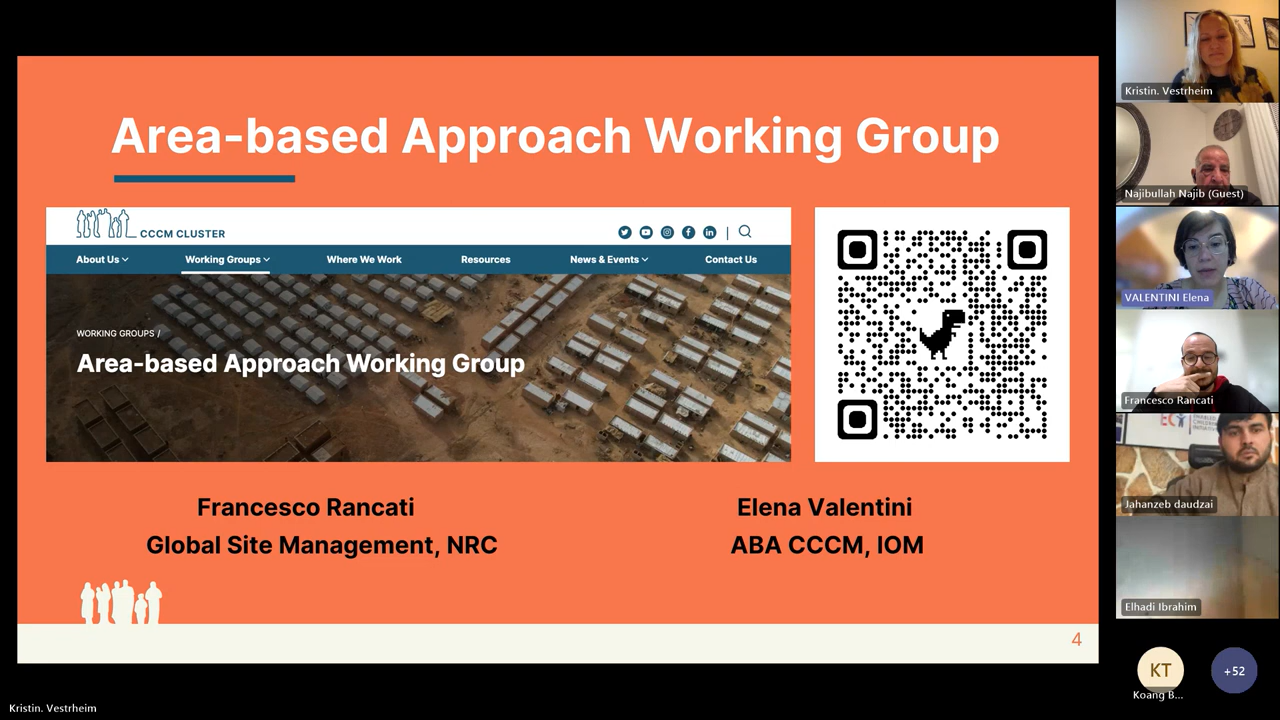 Area-based Approach Working Group
CCCM CLUSTER
About Us
Working Groups
Where We Work
Resources
News & Events
Contact Us
WORKING GROUPS /
Area-based Approach Working Group
Francesco Rancati
Global Site Management, NRC
Elena Valentini
ABA CCCM, IOM
4
Kristin. Vestrheim
Najibullah Najib (Guest)
VALENTINI Elena
Francesco Rancati
Jahanzeb daudzai
Elhadi Ibrahim
KT
Koang B...
+52
Kristin. Vestrheim